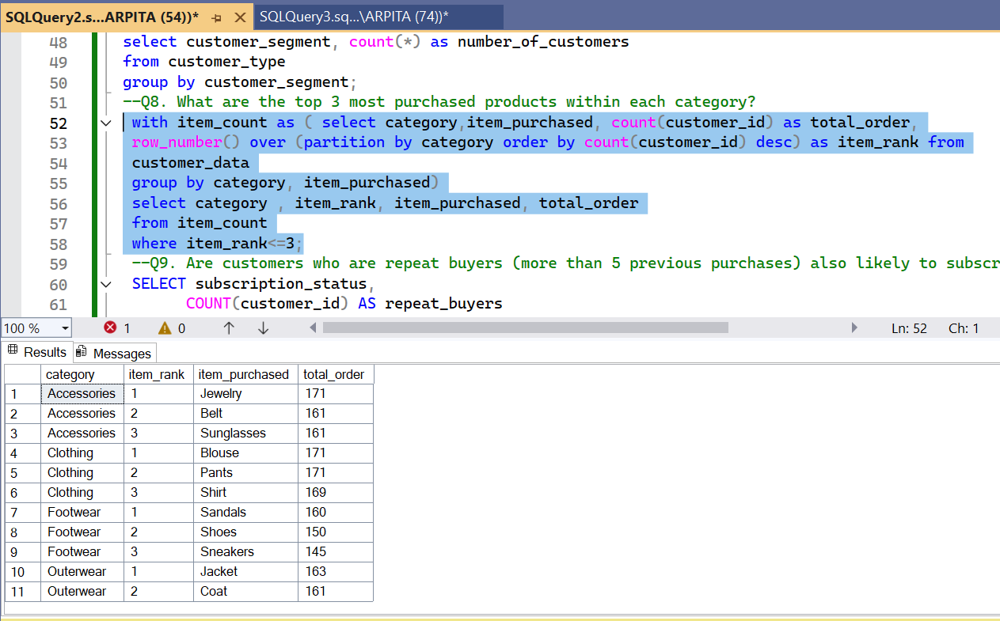 SQLQuery2.s...ARPITA (54))* SQLQuery3.sq...\ARPITA (74))*
48 select customer_segment, count(*) as number_of_customers
49 from customer_type
50 group by customer_segment;
51 --Q8. What are the top 3 most purchased products within each category?
52 with item_count as ( select category,item_purchased, count(customer_id) as total_order,
53 row_number() over (partition by category order by count(customer_id) desc) as item_rank from
54 customer_data
55 group by category, item_purchased)
56 select category , item_rank, item_purchased, total_order
57 from item_count
58 where item_rank<=3;
59 --Q9. Are customers who are repeat buyers (more than 5 previous purchases) also likely to subscr
60 SELECT subscription_status,
61 COUNT(customer_id) AS repeat_buyers
100 % 1 0 Ln: 52 Ch: 1
Results Messages
category item_rank item_purchased total_order
1 Accessories 1 Jewelry 171
2 Accessories 2 Belt 161
3 Accessories 3 Sunglasses 161
4 Clothing 1 Blouse 171
5 Clothing 2 Pants 171
6 Clothing 3 Shirt 169
7 Footwear 1 Sandals 160
8 Footwear 2 Shoes 150
9 Footwear 3 Sneakers 145
10 Outerwear 1 Jacket 163
11 Outerwear 2 Coat 161